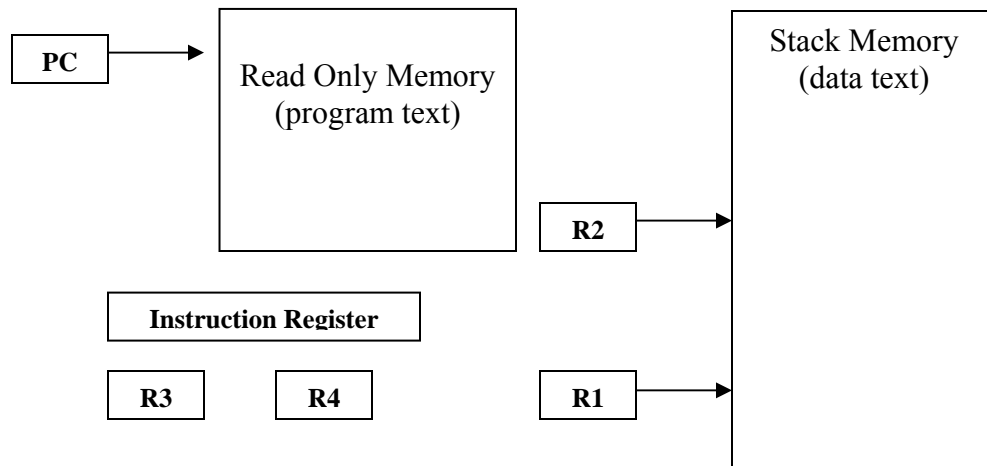 PC
Read Only Memory
(program text)
Stack Memory
(data text)
R2
Instruction Register
R3
R4
R1